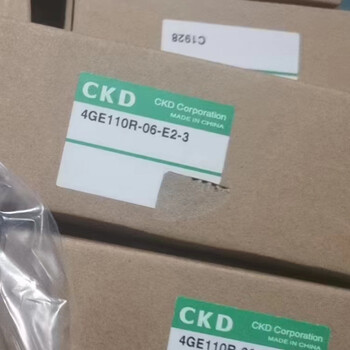 C1928
CKD
CKD Corporation
MADE IN CHINA
4GE110R-06-E2-3
CKD
CKD Corporation
MADE IN CHINA